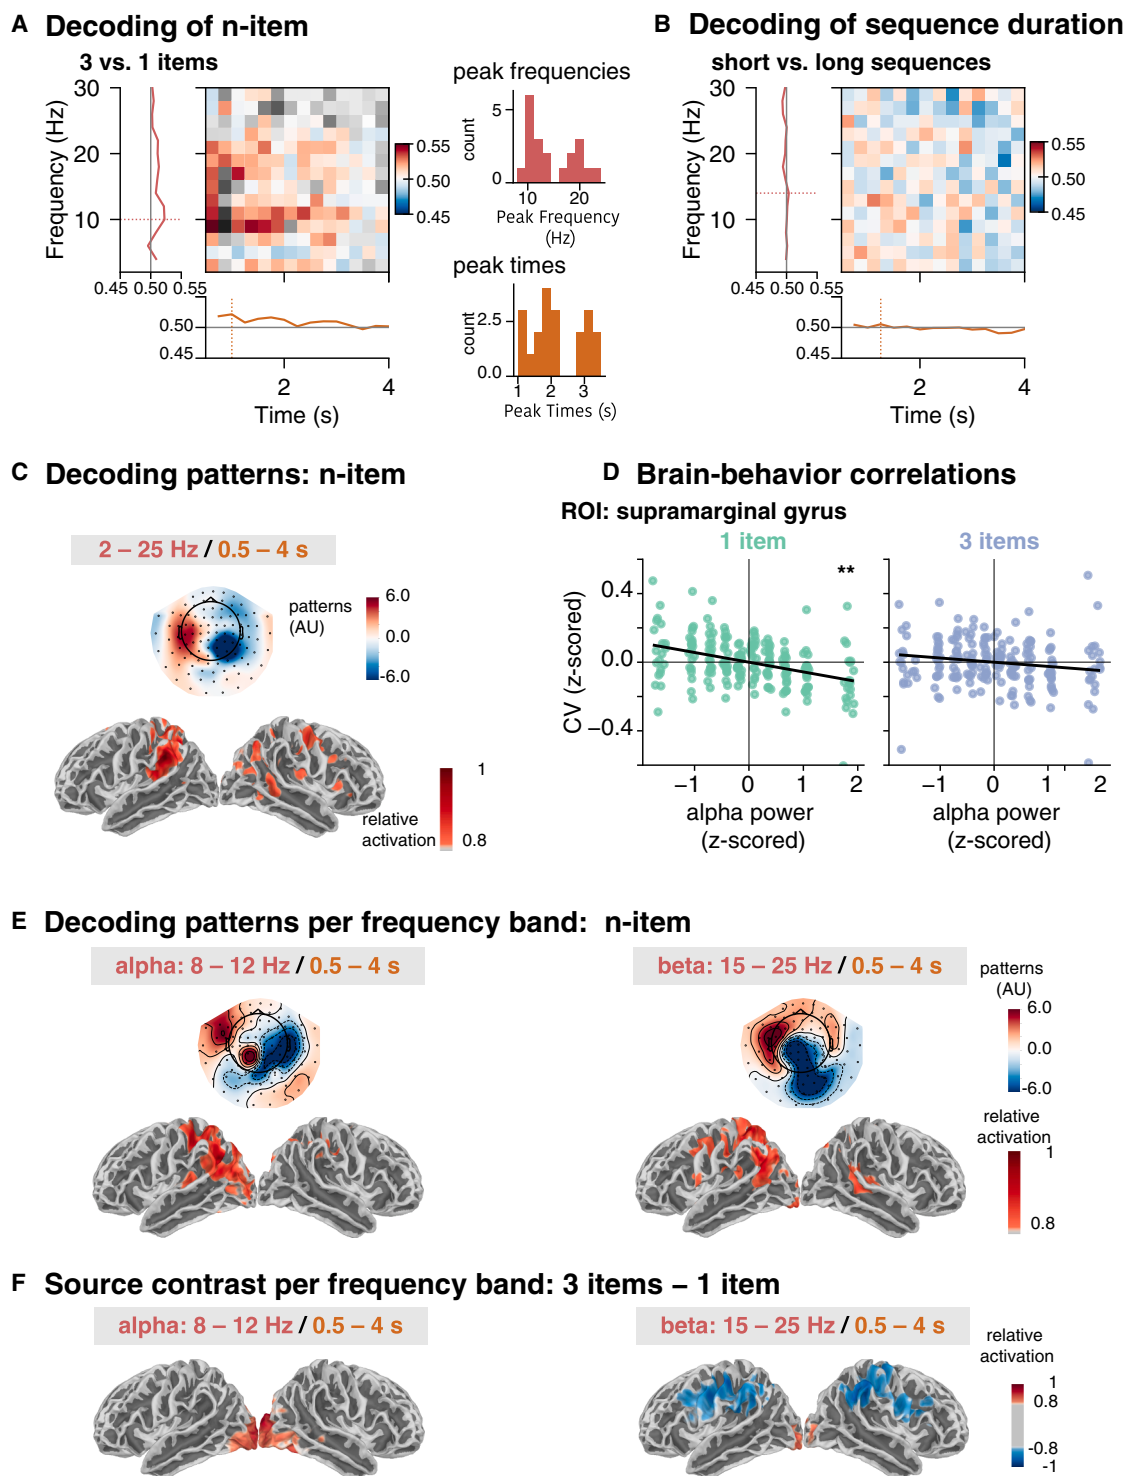 A Decoding of n-item
3 vs. 1 items
Frequency (Hz)
30
20
10
0.45 0.50 0.55
0.55
0.50
0.45
0.50
0.45
2 4
Time (s)
peak frequencies
count
5
0
10 20
Peak Frequency
(Hz)
peak times
count
2.5
0.0
1 2 3
Peak Times (s)
B Decoding of sequence duration
short vs. long sequences
Frequency (Hz)
30
20
10
0.45 0.50 0.55
0.55
0.50
0.45
0.50
0.45
2 4
Time (s)
C Decoding patterns: n-item
2 – 25 Hz / 0.5 – 4 s
patterns
(AU)
6.0
0.0
-6.0
relative
activation
1
0.8
D Brain-behavior correlations
ROI: supramarginal gyrus
1 item
3 items
**
CV (z-scored)
0.4
0.0
−0.4
−1 0 1 2
alpha power
(z-scored)
−1 0 1 2
alpha power
(z-scored)
E Decoding patterns per frequency band: n-item
alpha: 8 – 12 Hz / 0.5 – 4 s
beta: 15 – 25 Hz / 0.5 – 4 s
patterns
(AU)
6.0
0.0
-6.0
relative
activation
1
0.8
F Source contrast per frequency band: 3 items – 1 item
alpha: 8 – 12 Hz / 0.5 – 4 s
beta: 15 – 25 Hz / 0.5 – 4 s
relative
activation
1
0.8
-0.8
-1